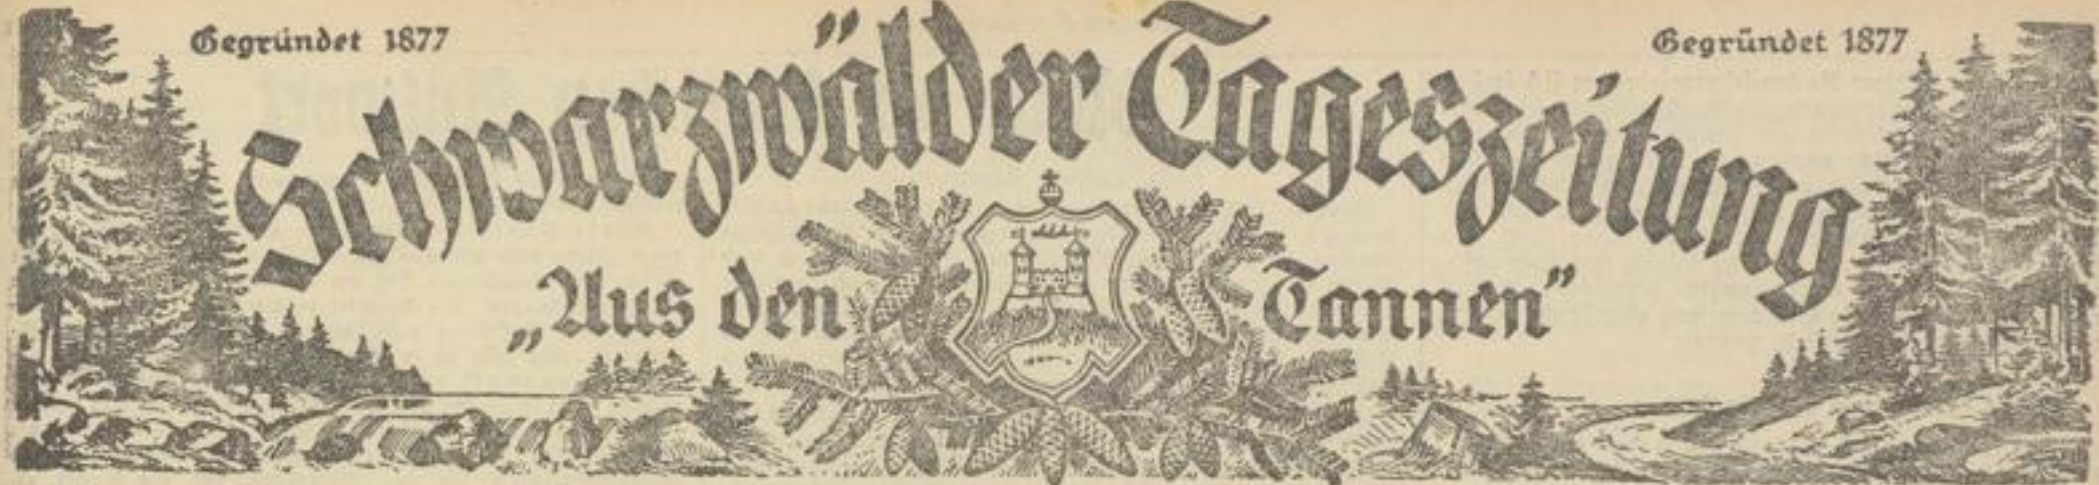 Gegründet 1877
Gegründet 1877
Schwarzwälder Tageszeitung
„Aus den Tannen“